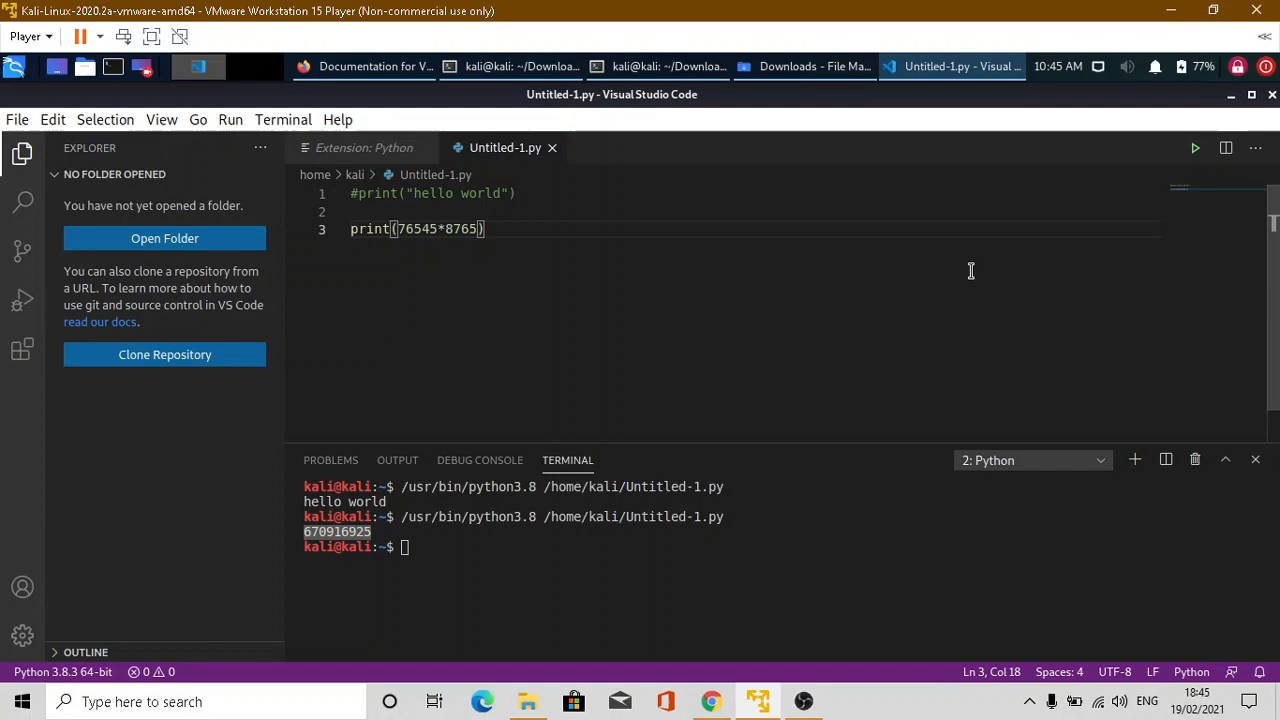 Kali-Linux-2020.2a-vmware-amd64 - VMware Workstation 15 Player (Non-commercial use only)
Player
Documentation for V...
kali@kali: ~/Downloa...
kali@kali: ~/Downloa...
Downloads - File Ma...
Untitled-1.py - Visual ...
10:45 AM
77%
Untitled-1.py - Visual Studio Code
File Edit Selection View Go Run Terminal Help
EXPLORER
Extension: Python
Untitled-1.py
NO FOLDER OPENED
home > kali > Untitled-1.py
You have not yet opened a folder.
Open Folder
You can also clone a repository from
a URL. To learn more about how to
use git and source control in VS Code
read our docs.
Clone Repository
1 #print("hello world")
2
3 print(76545*8765)
PROBLEMS OUTPUT DEBUG CONSOLE TERMINAL
2: Python
kali@kali:~$ /usr/bin/python3.8 /home/kali/Untitled-1.py
hello world
kali@kali:~$ /usr/bin/python3.8 /home/kali/Untitled-1.py
670916925
kali@kali:~$
OUTLINE
Python 3.8.3 64-bit
0 0
Ln 3, Col 18
Spaces: 4
UTF-8
LF
Python
Type here to search
ENG
18:45
19/02/2021